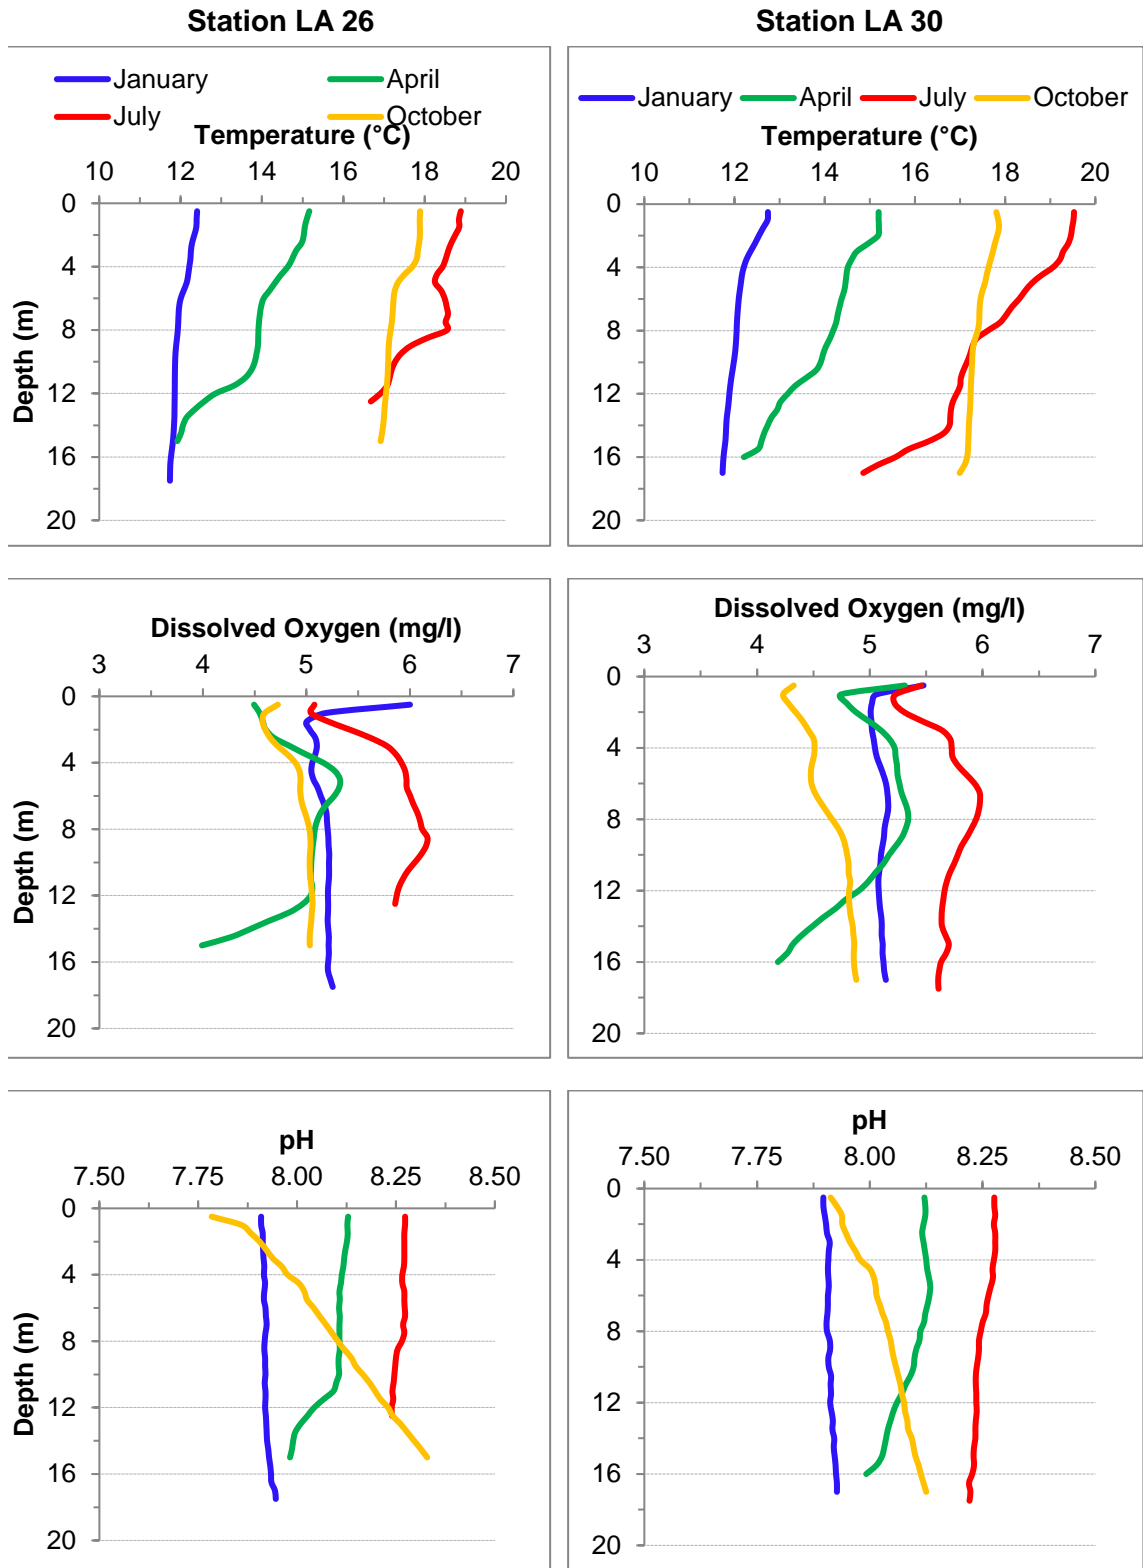 Station LA 26
Station LA 30
January April
July October
Temperature (°C)
10 12 14 16 18 20
0
4
8
12
16
20
Depth (m)
January April July October
Temperature (°C)
10 12 14 16 18 20
0
4
8
12
16
20
Dissolved Oxygen (mg/l)
3 4 5 6 7
0
4
8
12
16
20
Depth (m)
Dissolved Oxygen (mg/l)
3 4 5 6 7
0
4
8
12
16
20
pH
7.50 7.75 8.00 8.25 8.50
0
4
8
12
16
20
Depth (m)
pH
7.50 7.75 8.00 8.25 8.50
0
4
8
12
16
20